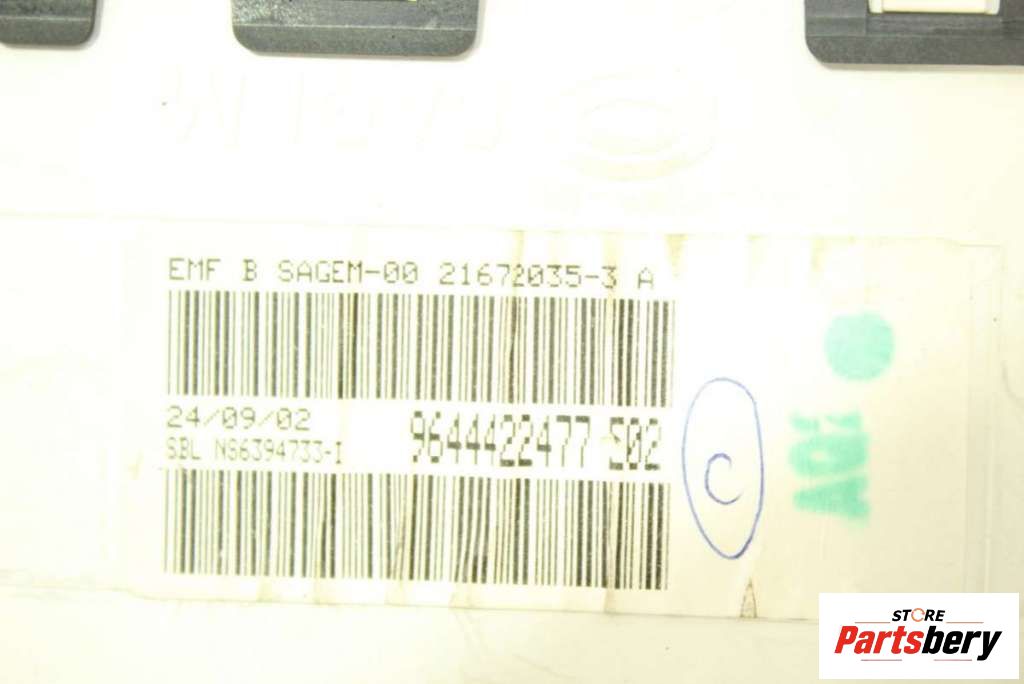 EMF B SAGEM-00 21672035-3 A
24/09/02
SBL NS6394733-I
9644422477 E02
C
STORE
Partsbery